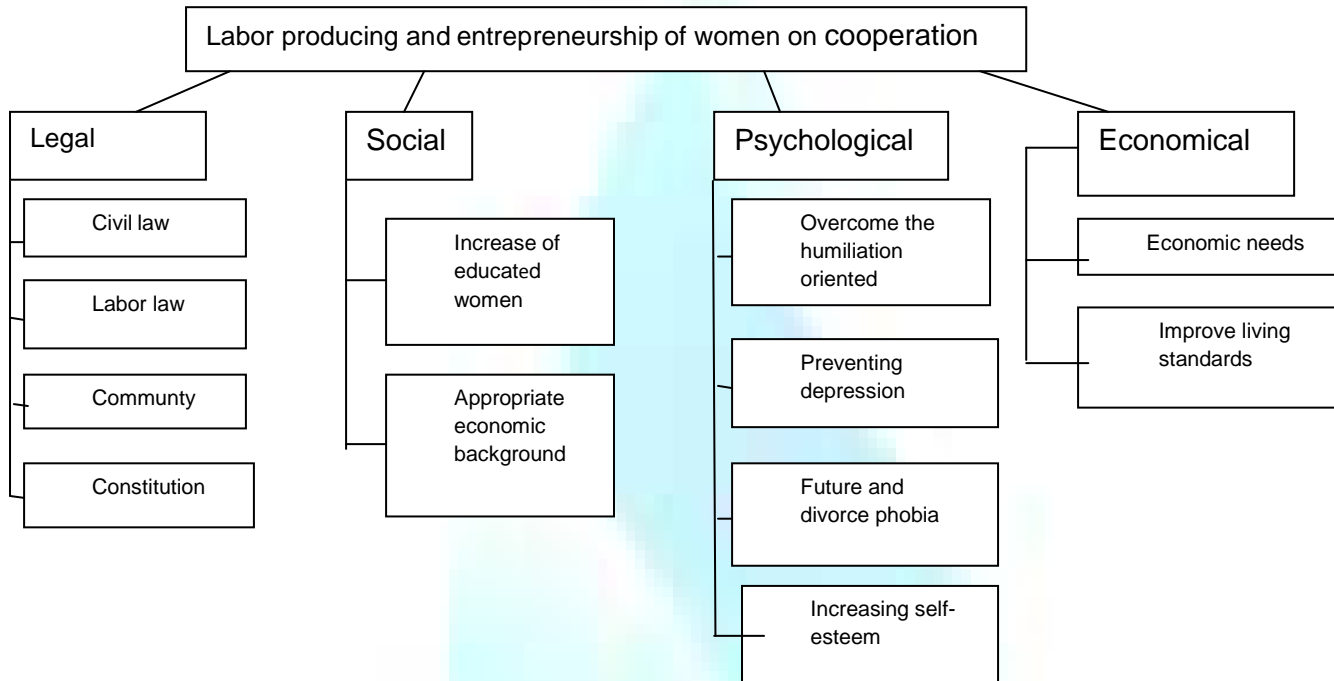 Labor producing and entrepreneurship of women on cooperation
Legal
Social
Psychological
Economical
Civil law
Labor law
Communty
Constitution
Increase of
educated
women
Appropriate
economic
background
Overcome the
humiliation
oriented
Preventing
depression
Future and
divorce phobia
Increasing self-
esteem
Economic needs
Improve living
standards